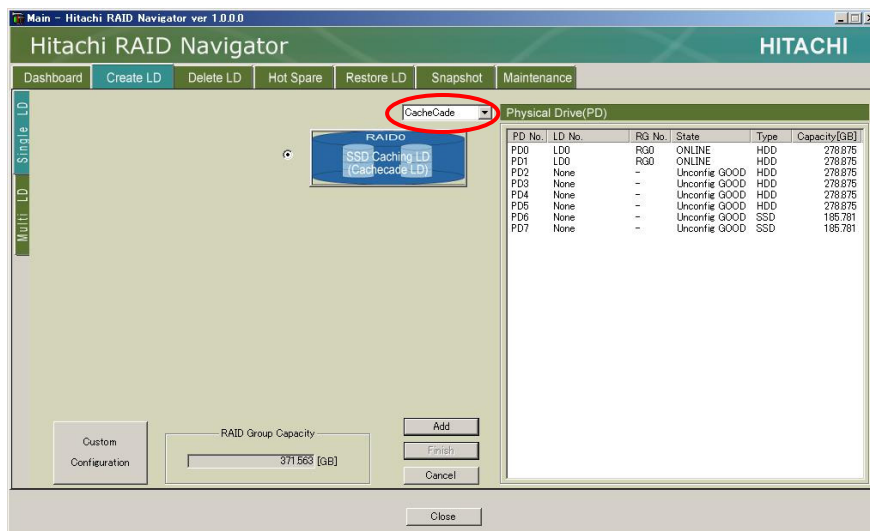 Main - Hitachi RAID Navigator ver 1.0.0.0
Hitachi RAID Navigator
HITACHI
Dashboard Create LD Delete LD Hot Spare Restore LD Snapshot Maintenance
Single LD
Multi LD
CacheCade
RAID0
SSD Caching LD
(Cachecade LD)
Physical Drive(PD)
PD No. LD No. RG No. State Type Capacity[GB]
PD0 LD0 RG0 ONLINE HDD 278.875
PD1 LD0 RG0 ONLINE HDD 278.875
PD2 None - Unconfig GOOD HDD 278.875
PD3 None - Unconfig GOOD HDD 278.875
PD4 None - Unconfig GOOD HDD 278.875
PD5 None - Unconfig GOOD HDD 278.875
PD6 None - Unconfig GOOD SSD 185.781
PD7 None - Unconfig GOOD SSD 185.781
Custom
Configuration
RAID Group Capacity
371.563 [GB]
Add
Finish
Cancel
Close